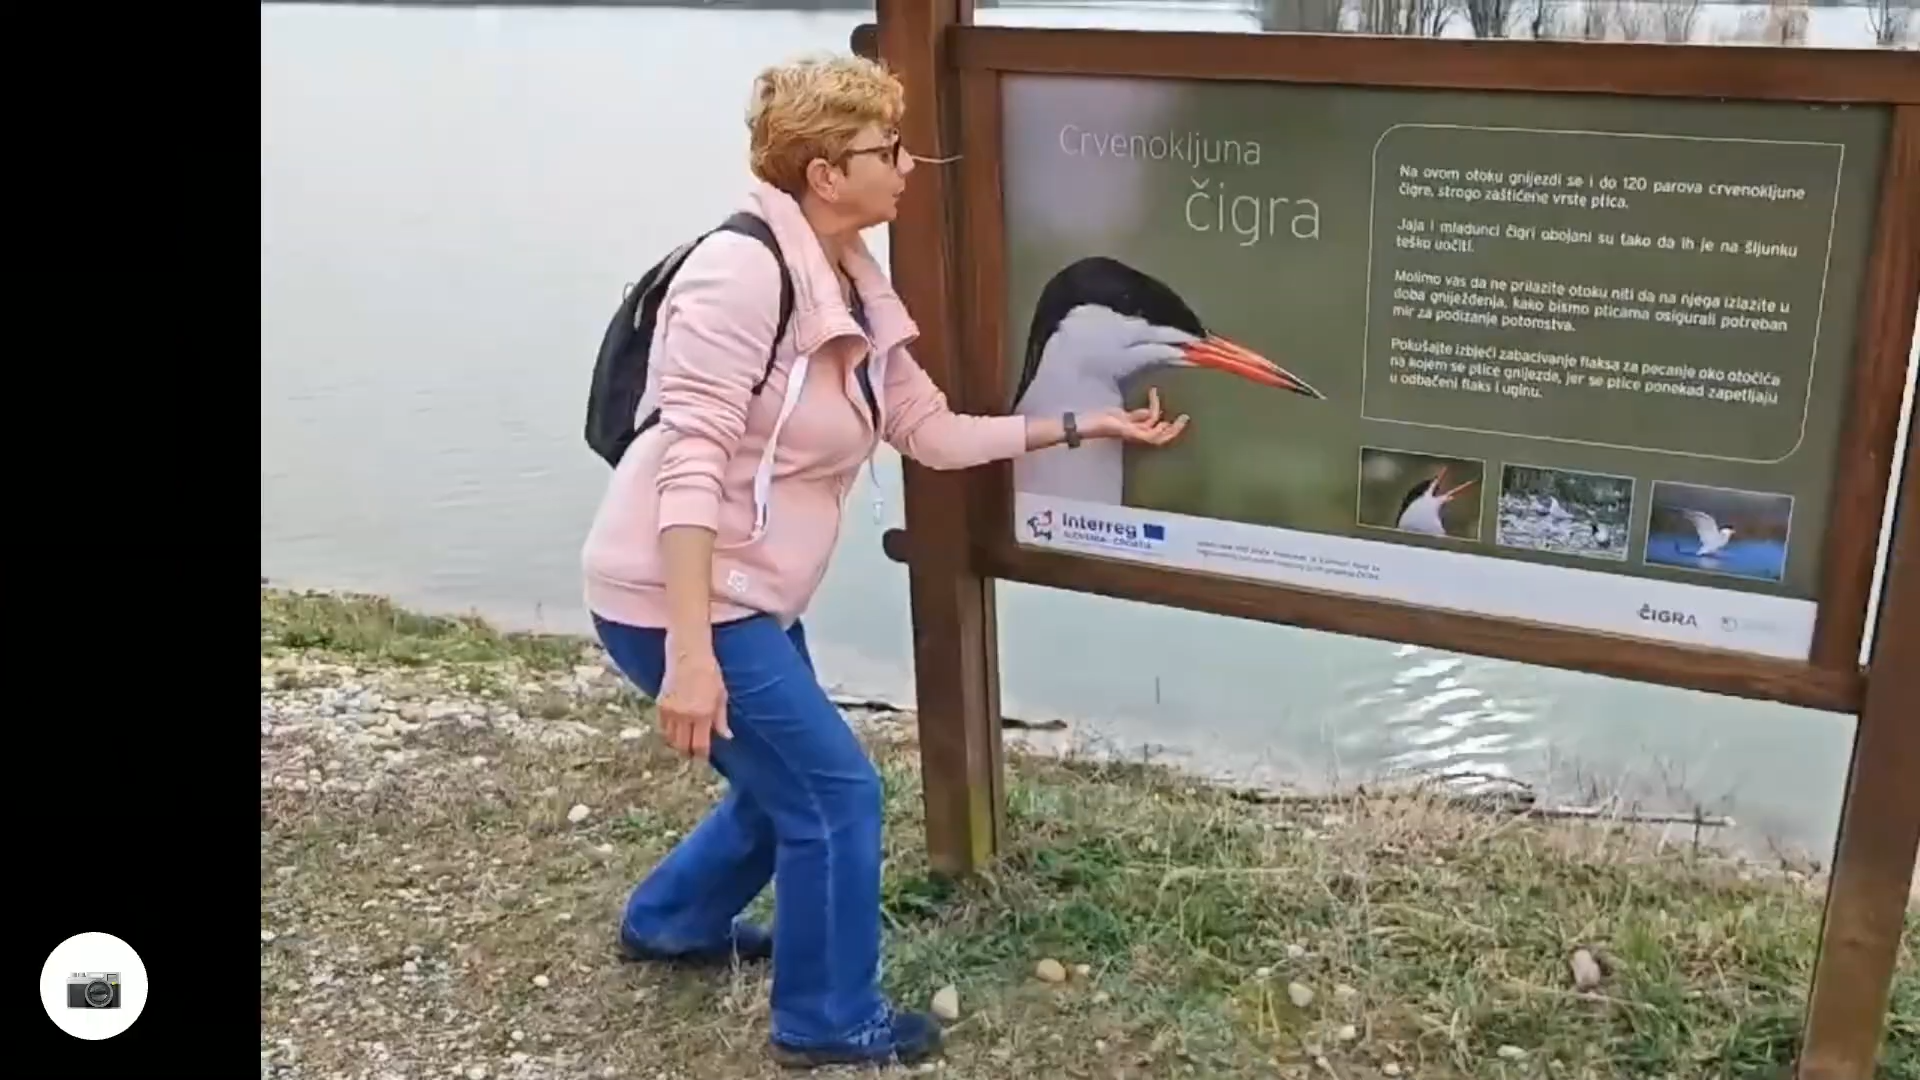 Crvenokljuna
čigra
Na ovom otoku gnijezdi se i do 120 parova crvenokljune
čigre, strogo zaštićene vrste ptica.
Jaja i mladunci čigri obojani su tako da ih je na šljunku
teško uočiti.
Molimo vas da ne prilazite otoku niti da na njega izlazite u
doba gniježđenja, kako bismo pticama osigurali potreban
mir za podizanje potomstva.
Pokušajte izbjeći zabacivanje flaksa za pecanje oko otočića
na kojem se ptice gnijezde, jer se ptice ponekad zapetljaju
u odbačeni flaks i uginu.
Interreg
SLOVENIA - CROATIA
ČIGRA